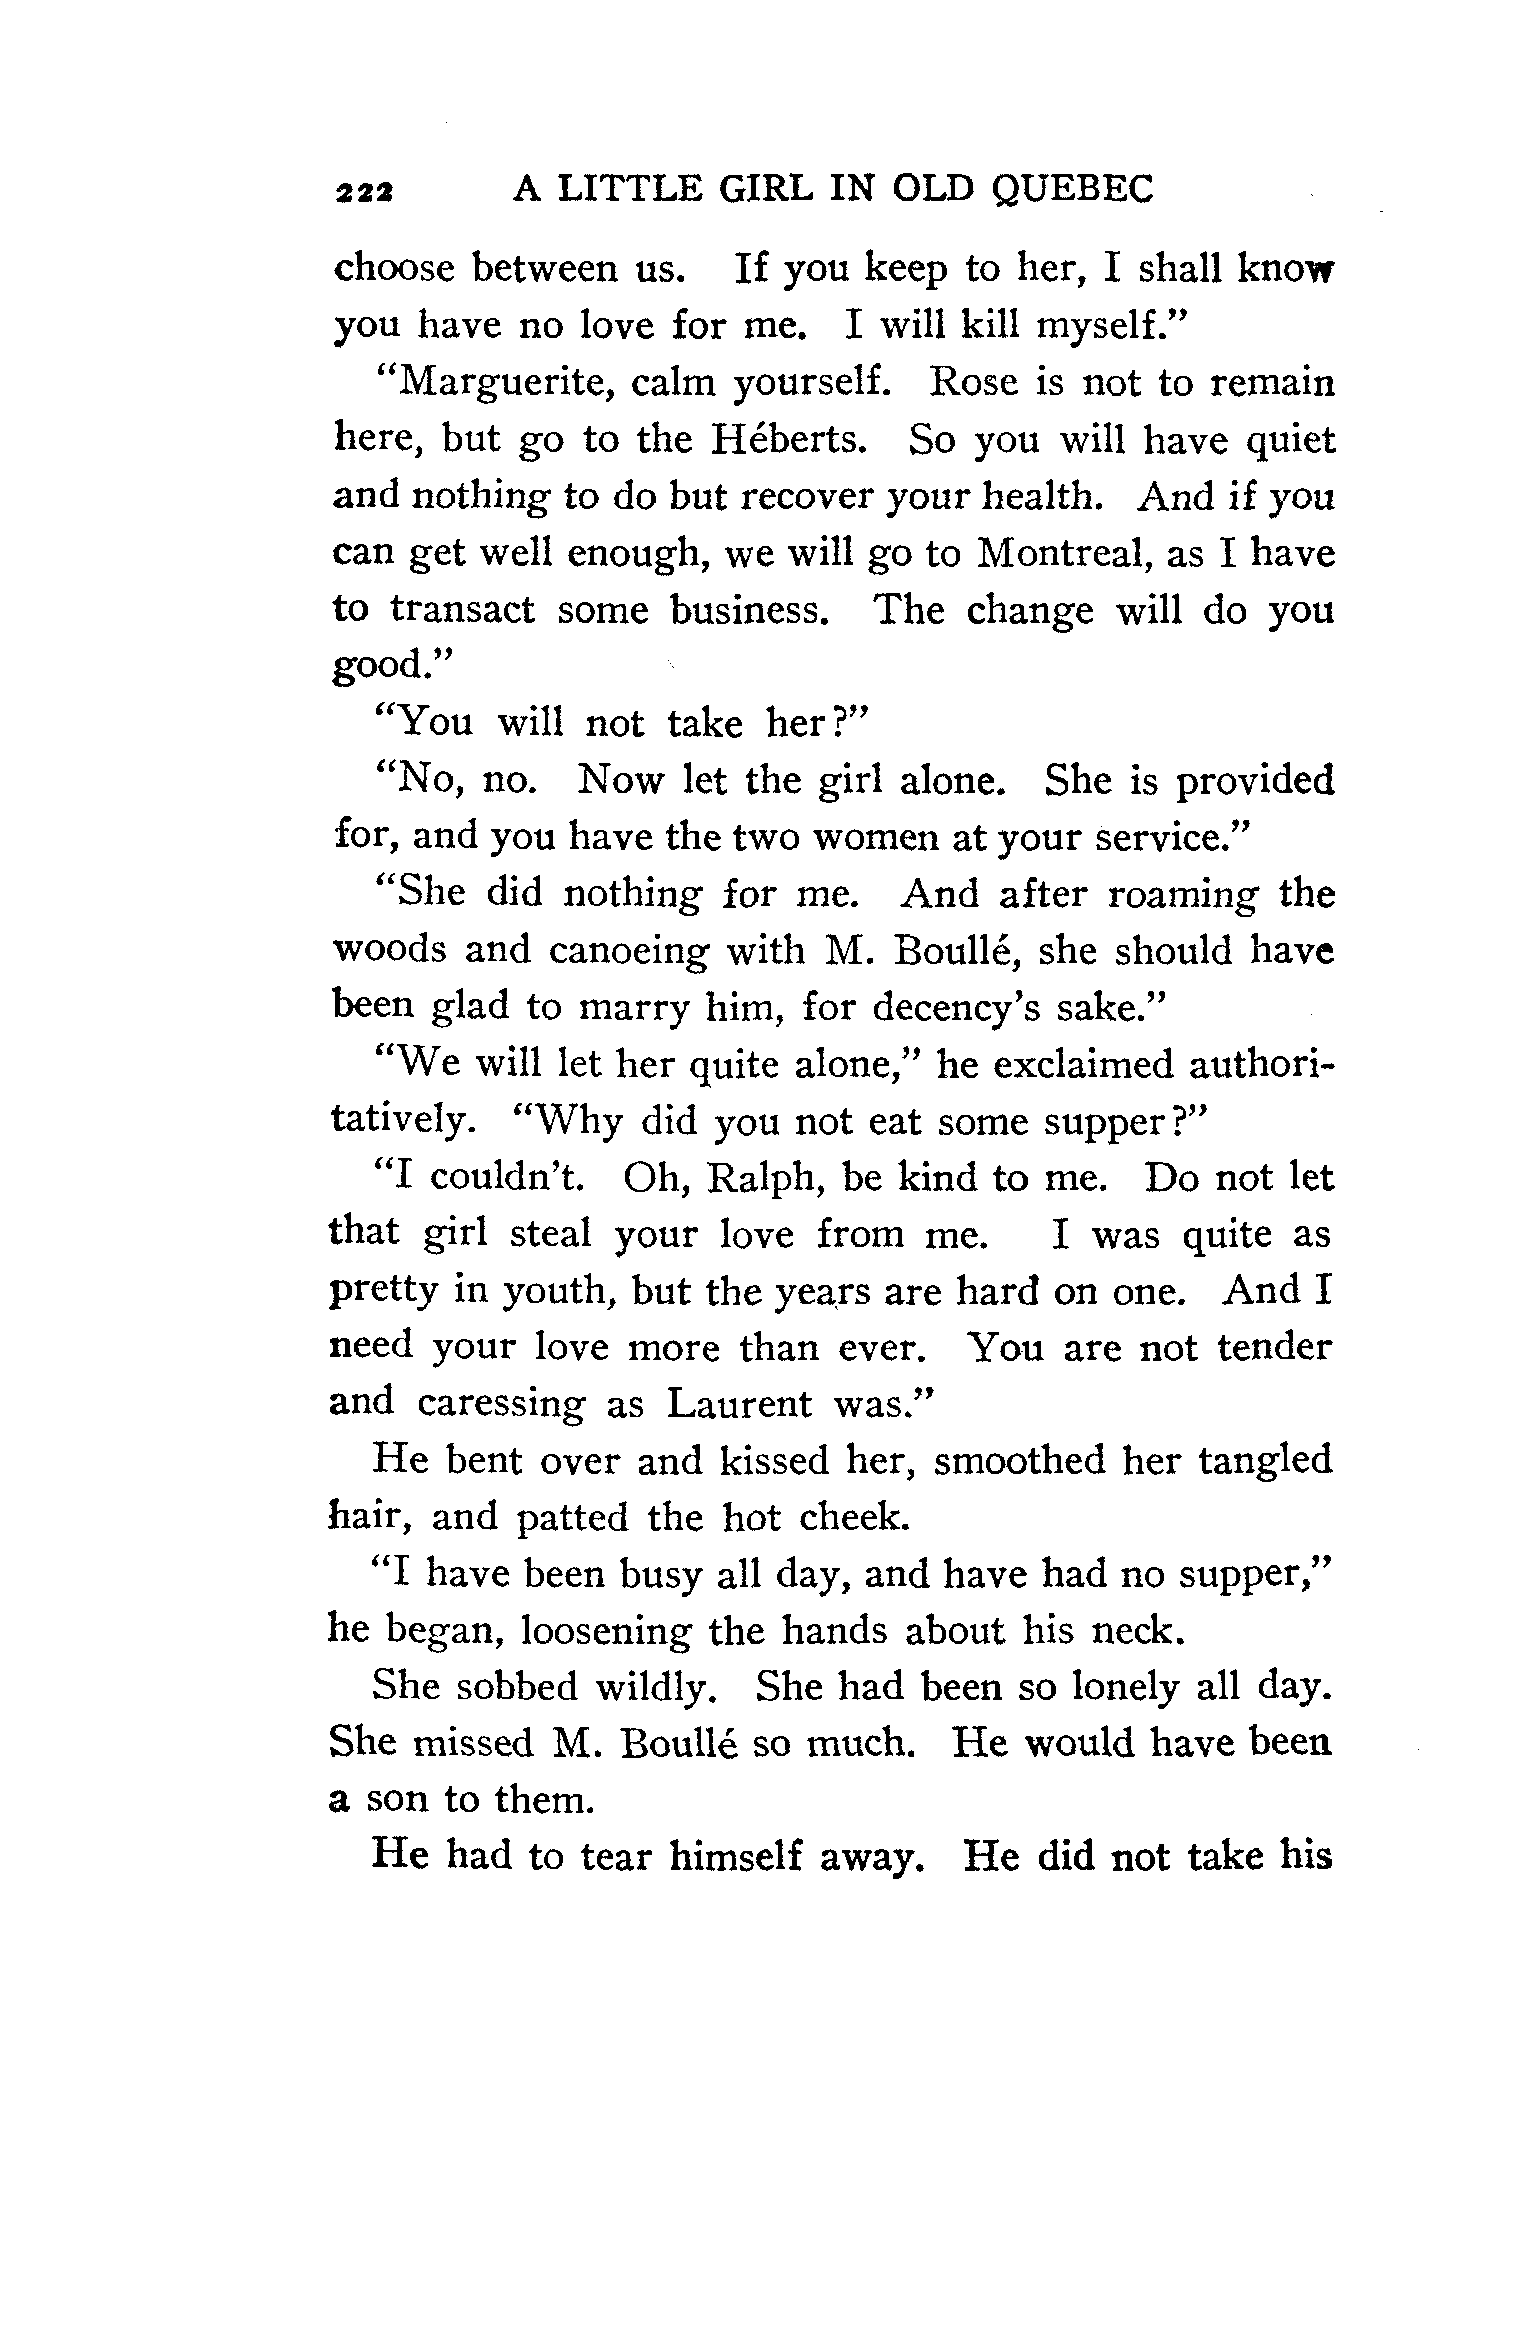 222 A LITTLE GIRL IN OLD QUEBEC
choose between us. If you keep to her, I shall know
you have no love for me. I will kill myself.”
“Marguerite, calm yourself. Rose is not to remain
here, but go to the Héberts. So you will have quiet
and nothing to do but recover your health. And if you
can get well enough, we will go to Montreal, as I have
to transact some business. The change will do you
good.”
“You will not take her?”
“No, no. Now let the girl alone. She is provided
for, and you have the two women at your service.”
“She did nothing for me. And after roaming the
woods and canoeing with M. Boullé, she should have
been glad to marry him, for decency’s sake.”
“We will let her quite alone,” he exclaimed authori-
tatively. “Why did you not eat some supper?”
“I couldn’t. Oh, Ralph, be kind to me. Do not let
that girl steal your love from me. I was quite as
pretty in youth, but the years are hard on one. And I
need your love more than ever. You are not tender
and caressing as Laurent was.”
He bent over and kissed her, smoothed her tangled
hair, and patted the hot cheek.
“I have been busy all day, and have had no supper,”
he began, loosening the hands about his neck.
She sobbed wildly. She had been so lonely all day.
She missed M. Boullé so much. He would have been
a son to them.
He had to tear himself away. He did not take his